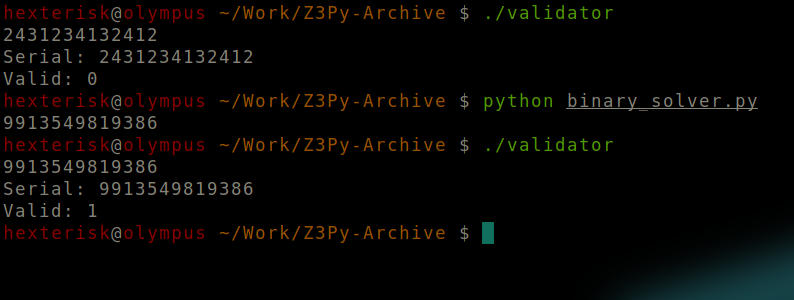 hexterisk@olympus ~/Work/Z3Py-Archive $ ./validator
2431234132412
Serial: 2431234132412
Valid: 0
hexterisk@olympus ~/Work/Z3Py-Archive $ python binary_solver.py
9913549819386
hexterisk@olympus ~/Work/Z3Py-Archive $ ./validator
9913549819386
Serial: 9913549819386
Valid: 1
hexterisk@olympus ~/Work/Z3Py-Archive $